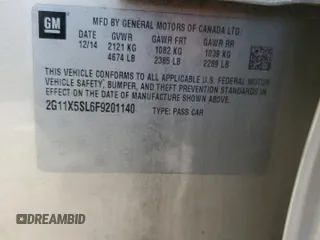 GM
MFD BY GENERAL MOTORS OF CANADA LTD
DATE GVWR GAWR FRT GAWR RR
12/14 2121 KG 1082 KG 1039 KG
4674 LB 2385 LB 2289 LB
THIS VEHICLE CONFORMS TO ALL APPLICABLE U.S. FEDERAL
VEHICLE SAFETY, BUMPER, AND THEFT PREVENTION STANDARDS
IN EFFECT ON THE DATE OF MANUFACTURE SHOWN ABOVE.
2G11X5SL6F9201140 TYPE: PASS CAR
DREAMBID